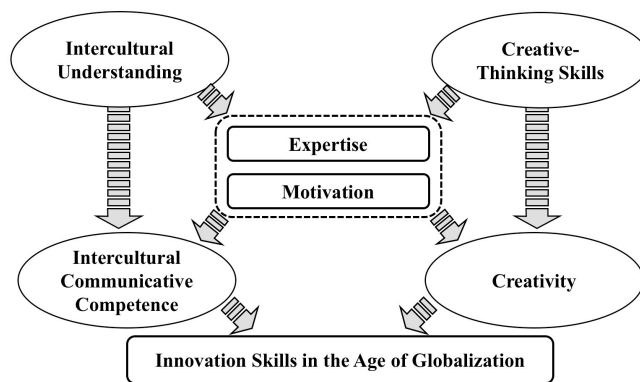 Intercultural
Understanding
Creative-
Thinking Skills
Expertise
Motivation
Intercultural
Communicative
Competence
Creativity
Innovation Skills in the Age of Globalization